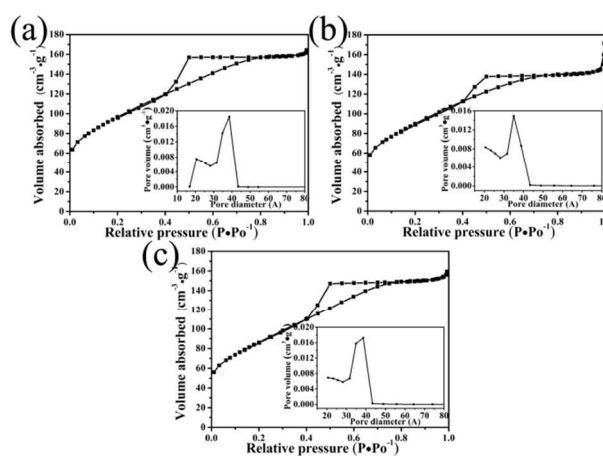 (a)
180
160
140
120
100
80
60
40
20
0
0.0 0.2 0.4 0.6 0.8 1.0
Volume absorbed (cm⁻³•g⁻¹)
Relative pressure (P•Po⁻¹)
0.020
0.016
0.012
0.008
0.004
0.000
10 20 30 40 50 60 70 80
Pore volume (cm³•g⁻¹)
Pore diameter (A)
(b)
180
160
140
120
100
80
60
40
20
0
0.0 0.2 0.4 0.6 0.8 1.0
Volume absorbed (cm⁻³•g⁻¹)
Relative pressure (P•Po⁻¹)
0.016
0.012
0.008
0.004
0.000
20 30 40 50 60 70 80
Pore volume (cm³•g⁻¹)
Pore diameter (A)
(c)
180
160
140
120
100
80
60
40
20
0
0.0 0.2 0.4 0.6 0.8 1.0
Volume absorbed (cm⁻³•g⁻¹)
Relative pressure (P•Po⁻¹)
0.020
0.016
0.012
0.008
0.004
0.000
20 30 40 50 60 70 80
Pore volume (cm³•g⁻¹)
Pore diameter (A)